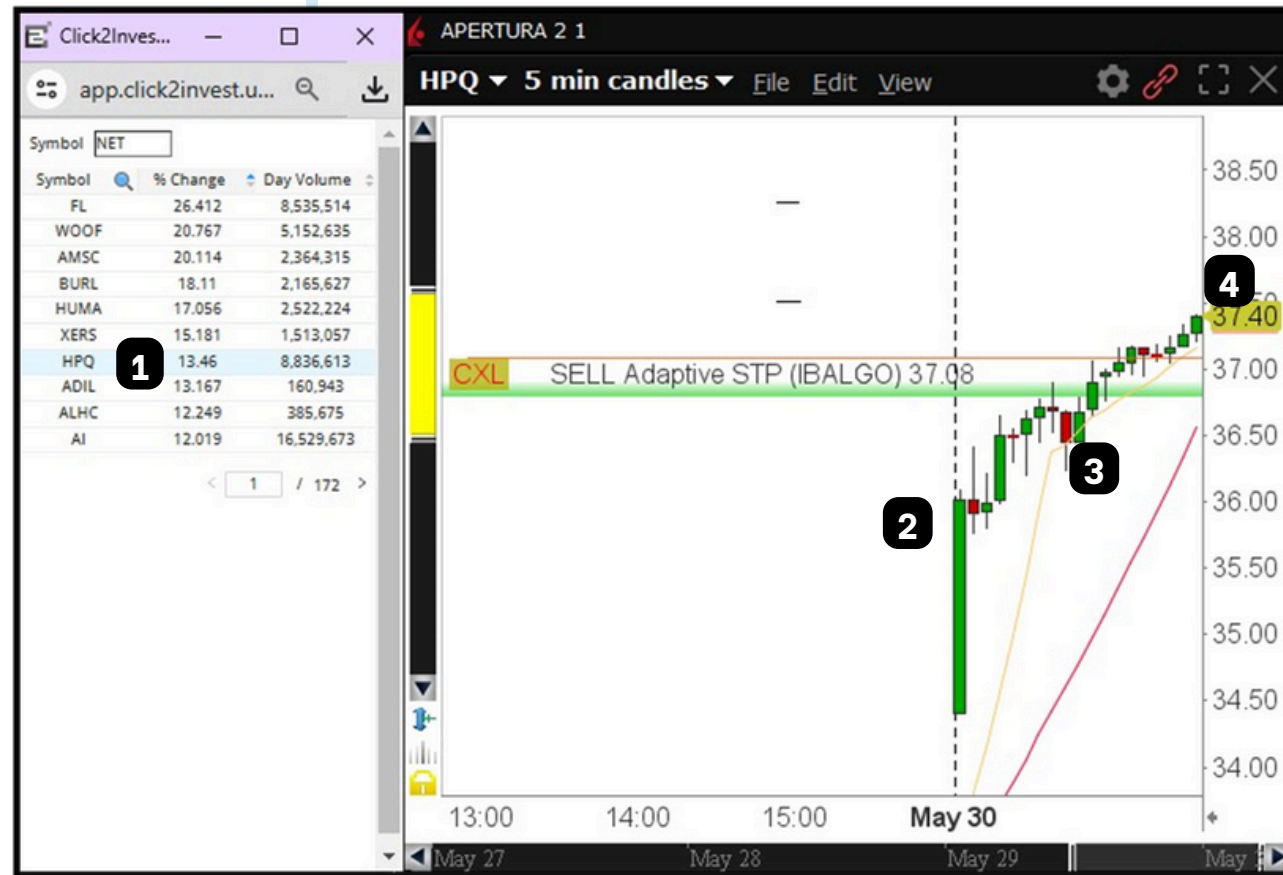 Click2Inves...
app.click2invest.u...
Symbol NET
Symbol % Change Day Volume
FL 26.412 8,535,514
WOOF 20.767 5,152,635
AMSC 20.114 2,364,315
BURL 18.11 2,165,627
HUMA 17.056 2,522,224
XERS 15.181 1,513,057
HPQ 1 13.46 8,836,613
ADIL 13.167 160,943
ALHC 12.249 385,675
AI 12.019 16,529,673
< 1 / 172 >
APERTURA 2 1
HPQ 5 min candles File Edit View
38.50
38.00
4
37.40
37.00
CXL SELL Adaptive STP (IBALGO) 37.08
36.50
3
36.00
2
35.50
35.00
34.50
34.00
13:00 14:00 15:00 May 30
May 27 May 28 May 29 May